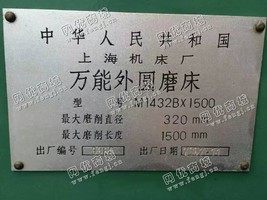 中华人民共和国
上海机床厂
万能外圆磨床
型 号 M1432BX1500
最大磨削直径 320 mm
最大磨削长度 1500 mm
出厂编号 出厂日期